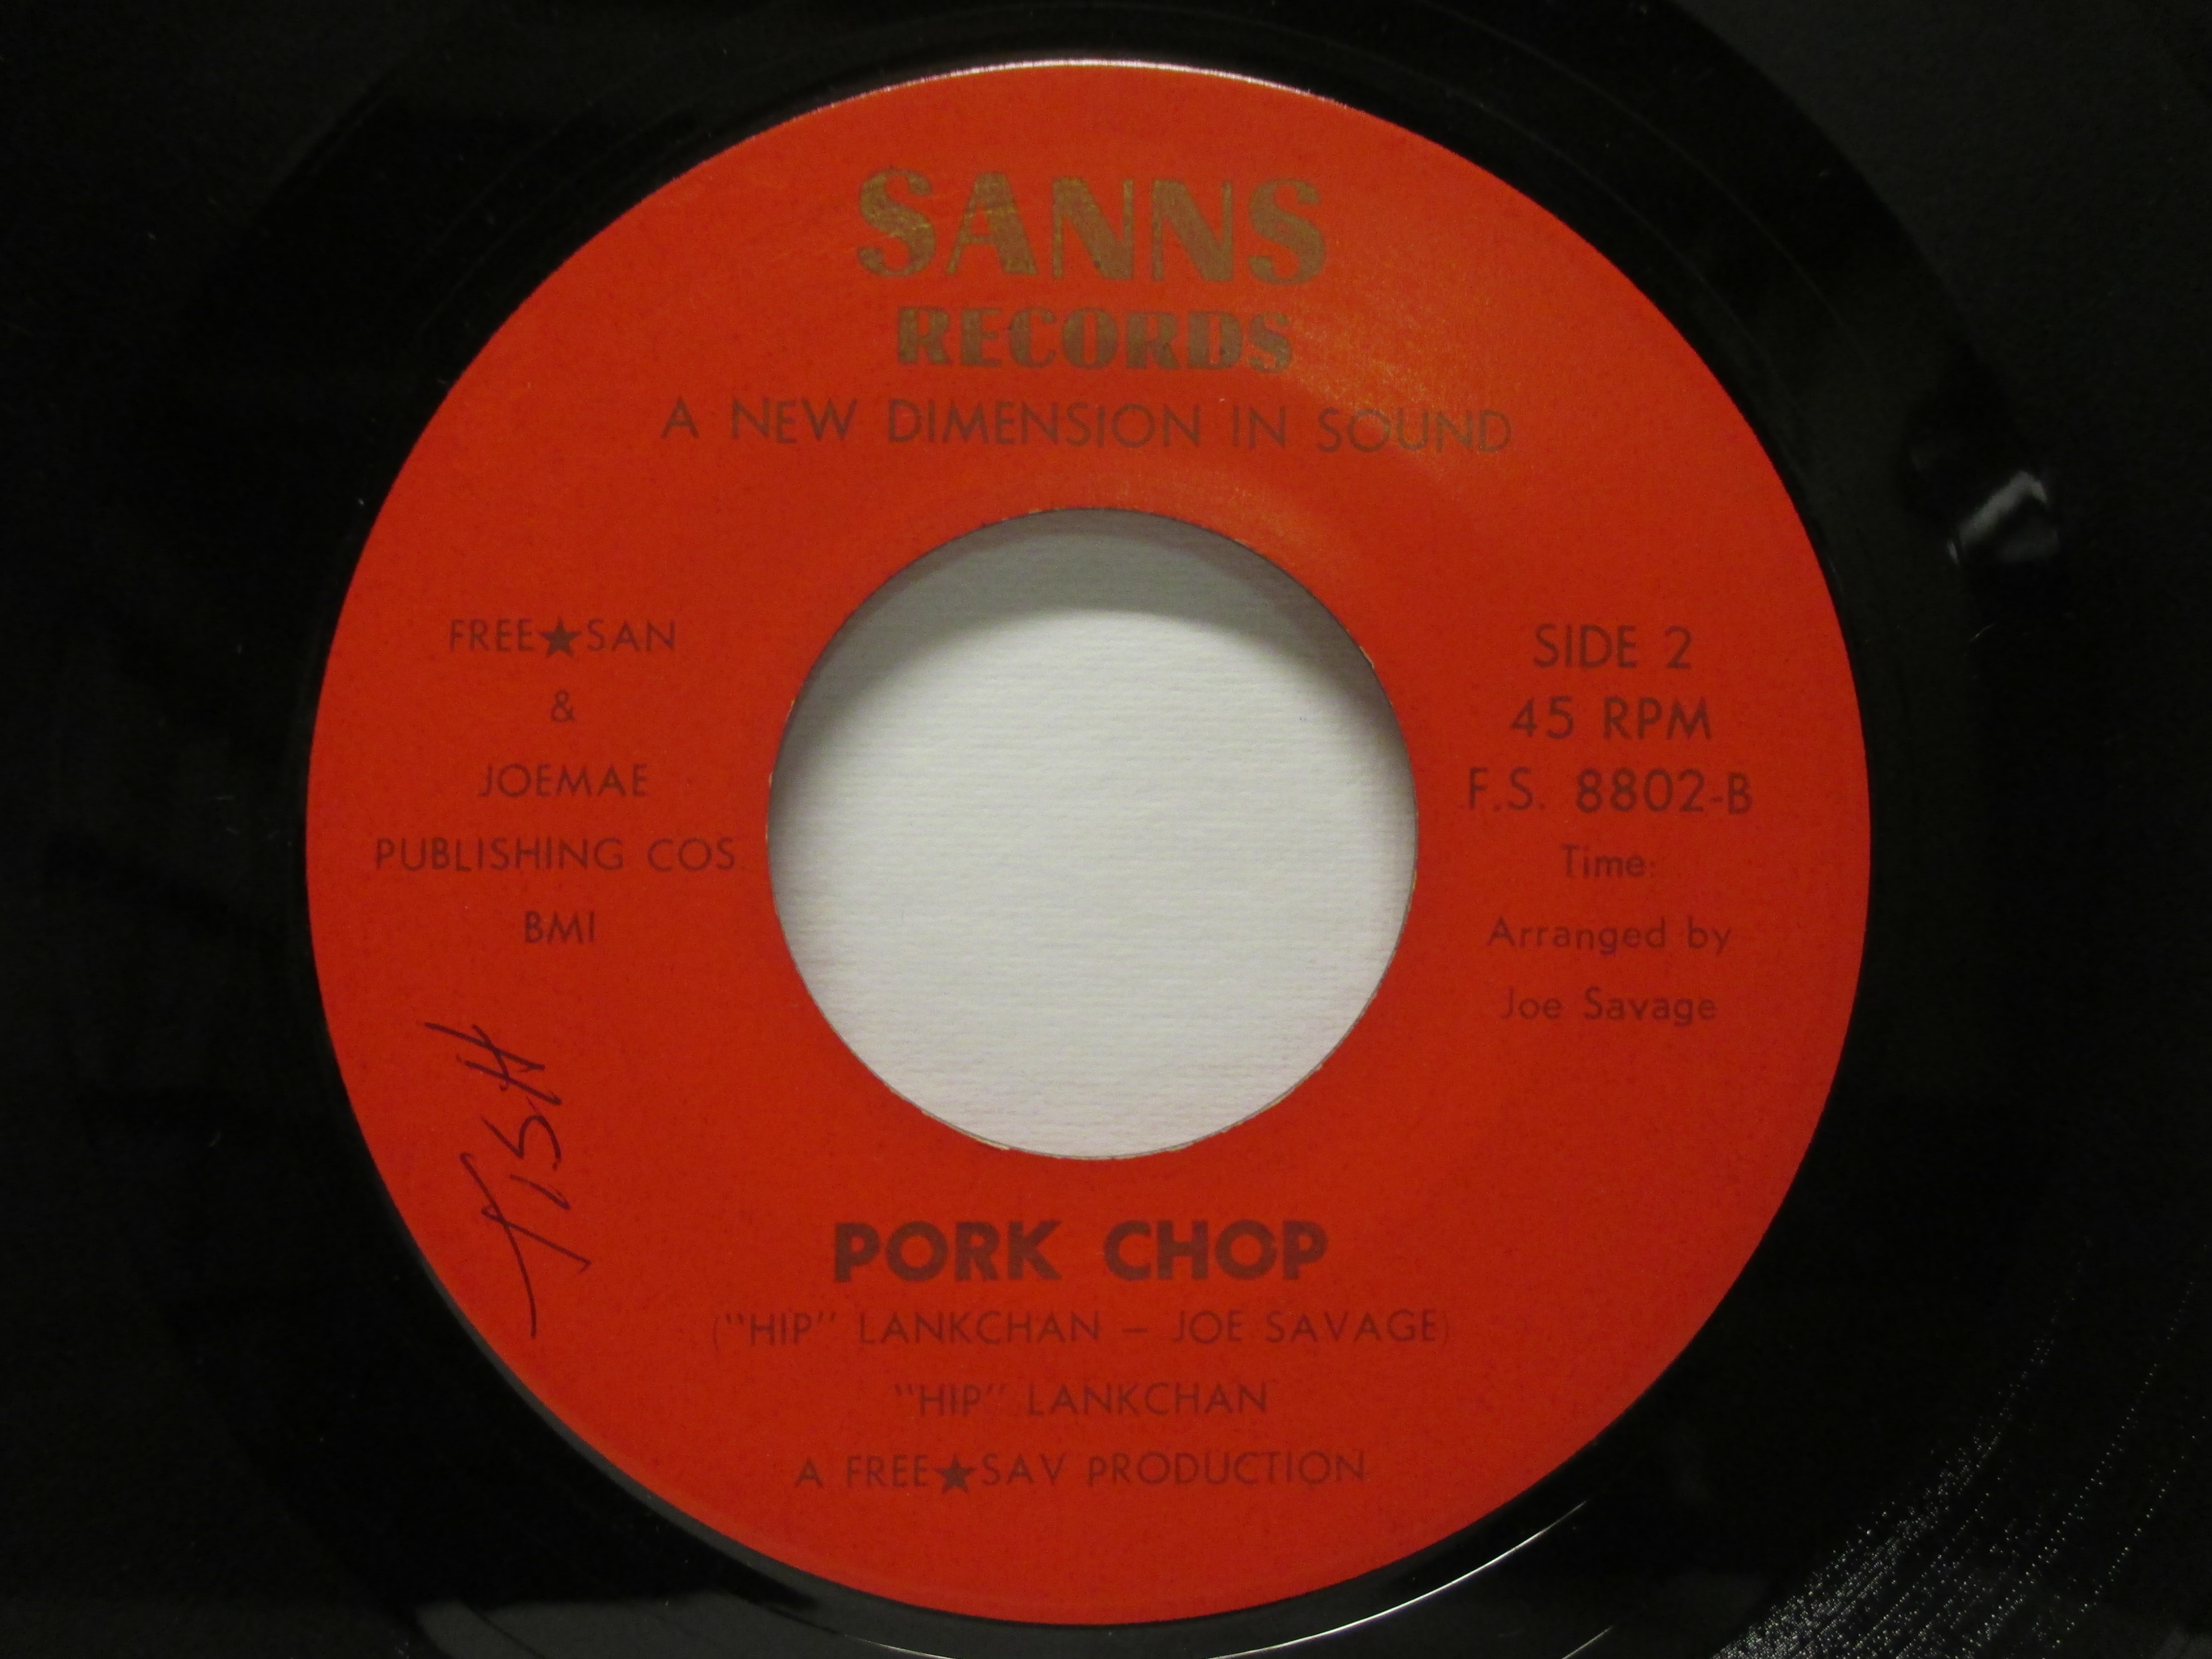 SANNS
RECORDS
A NEW DIMENSION IN SOUND
FREE★SAN
&
JOEMAE
PUBLISHING COS
BMI
SIDE 2
45 RPM
F.S. 8802-B
Time:
Arranged by
Joe Savage
TISH
PORK CHOP
("HIP" LANKCHAN – JOE SAVAGE)
"HIP" LANKCHAN
A FREE★SAV PRODUCTION